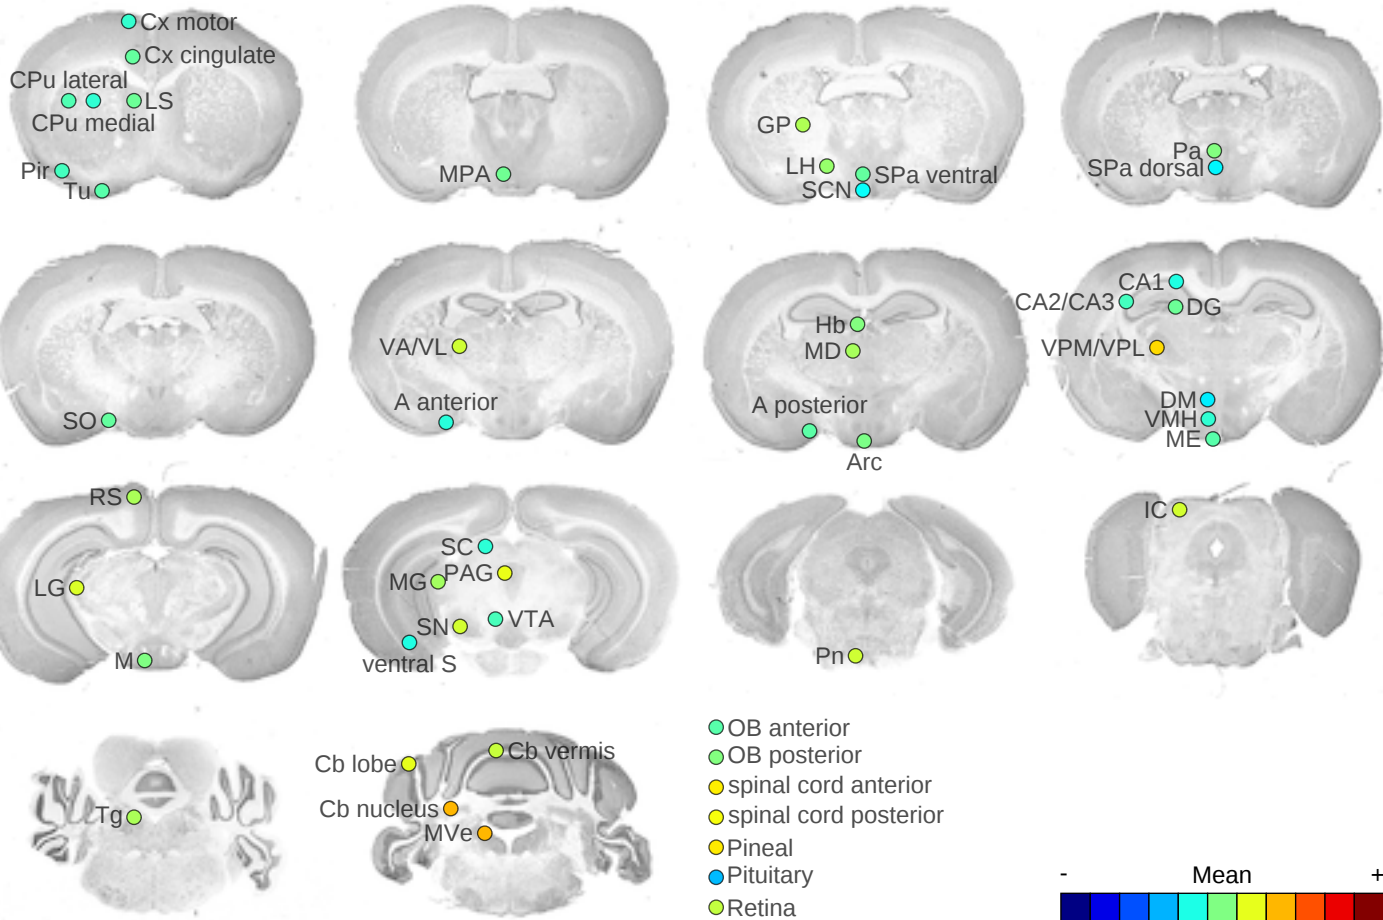 Cx motor
Cx cingulate
CPu lateral
LS
CPu medial
Pir
Tu
MPA
GP
LH
SPa ventral
SCN
Pa
SPa dorsal
SO
VA/VL
A anterior
Hb
MD
A posterior
Arc
CA1
CA2/CA3
DG
VPM/VPL
DM
VMH
ME
RS
LG
M
SC
MG
PAG
SN
VTA
ventral S
Pn
IC
Tg
Cb lobe
Cb vermis
Cb nucleus
MVe
OB anterior
OB posterior
spinal cord anterior
spinal cord posterior
Pineal
Pituitary
Retina
- Mean +